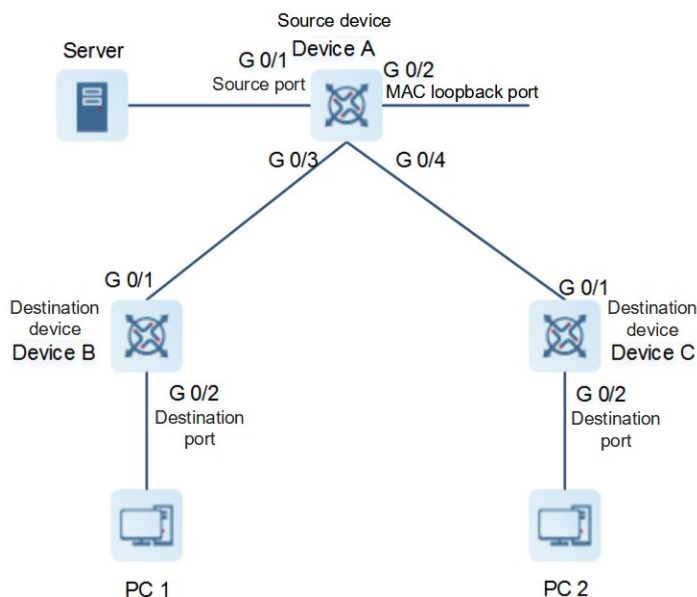 Source device
Server
Device A
G 0/1
G 0/2
Source port
MAC loopback port
G 0/3
G 0/4
G 0/1
G 0/1
Destination
device
Device B
Destination
device
Device C
G 0/2
Destination
port
G 0/2
Destination
port
PC 1
PC 2